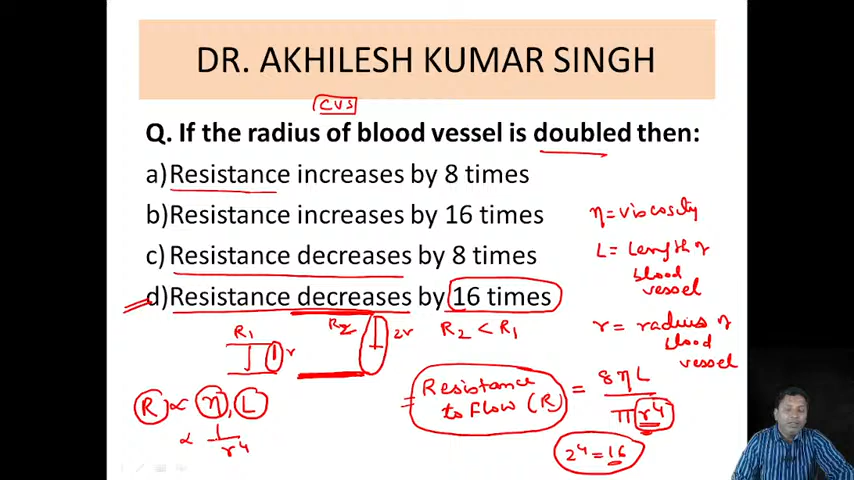 DR. AKHILESH KUMAR SINGH
CVS
Q. If the radius of blood vessel is doubled then:
a)Resistance increases by 8 times
b)Resistance increases by 16 times
c) Resistance decreases by 8 times
d)Resistance decreases by 16 times
η = viscosity
L = length of
blood
vessel
r = radius of
blood
vessel
R1
r
R2
2r
R2 < R1
R ∝ η, L
∝ 1/r⁴
= Resistance to Flow (R) = 8ηL / πr⁴
2⁴ = 16